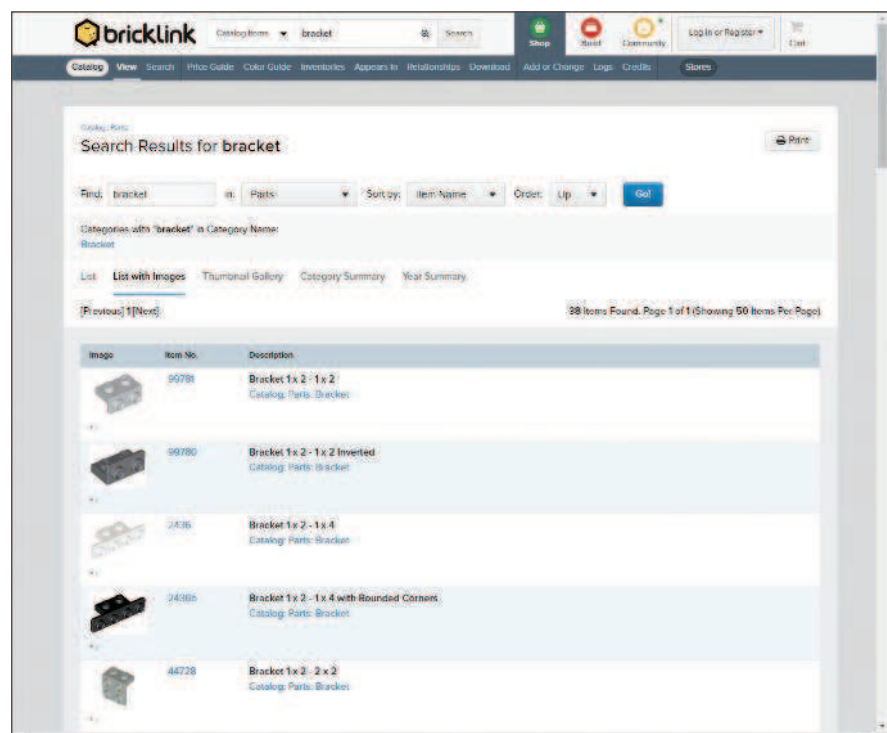 bricklink Catalog Items bracket Search Shop Community Log In or Register Cart
Catalog View Search Price Guide Color Guide Inventories Appears In Relationships Download Add or Change Logs Credits Stores
Catalog: Parts
Search Results for bracket
Print
Find: bracket in: Parts Sort by: Item Name Order: Up Go!
Categories with "bracket" in Category Name:
Bracket
List List with Images Thumbnail Gallery Category Summary Year Summary
[Previous] 1 [Next] 38 Items Found. Page 1 of 1 (Showing 50 Items Per Page)
Image Item No. Description
99781 Bracket 1 x 2 - 1 x 2
Catalog: Parts: Bracket
99780 Bracket 1 x 2 - 1 x 2 Inverted
Catalog: Parts: Bracket
2436 Bracket 1 x 2 - 1 x 4
Catalog: Parts: Bracket
Bracket 1 x 2 - 1 x 4 with Rounded Corners
Catalog: Parts: Bracket
44728 Bracket 1 x 2 - 2 x 2
Catalog: Parts: Bracket